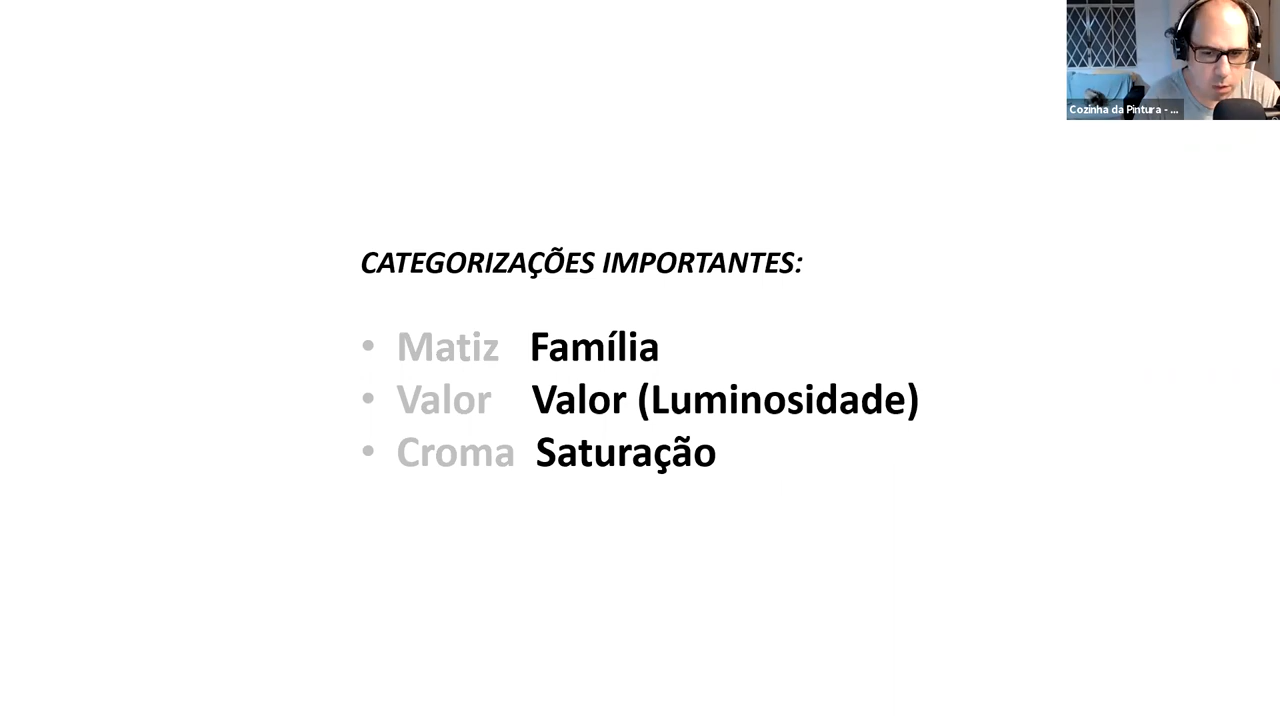 Cozinha da Pintura - ...
CATEGORIZAÇÕES IMPORTANTES:
• Matiz Família
• Valor Valor (Luminosidade)
• Croma Saturação